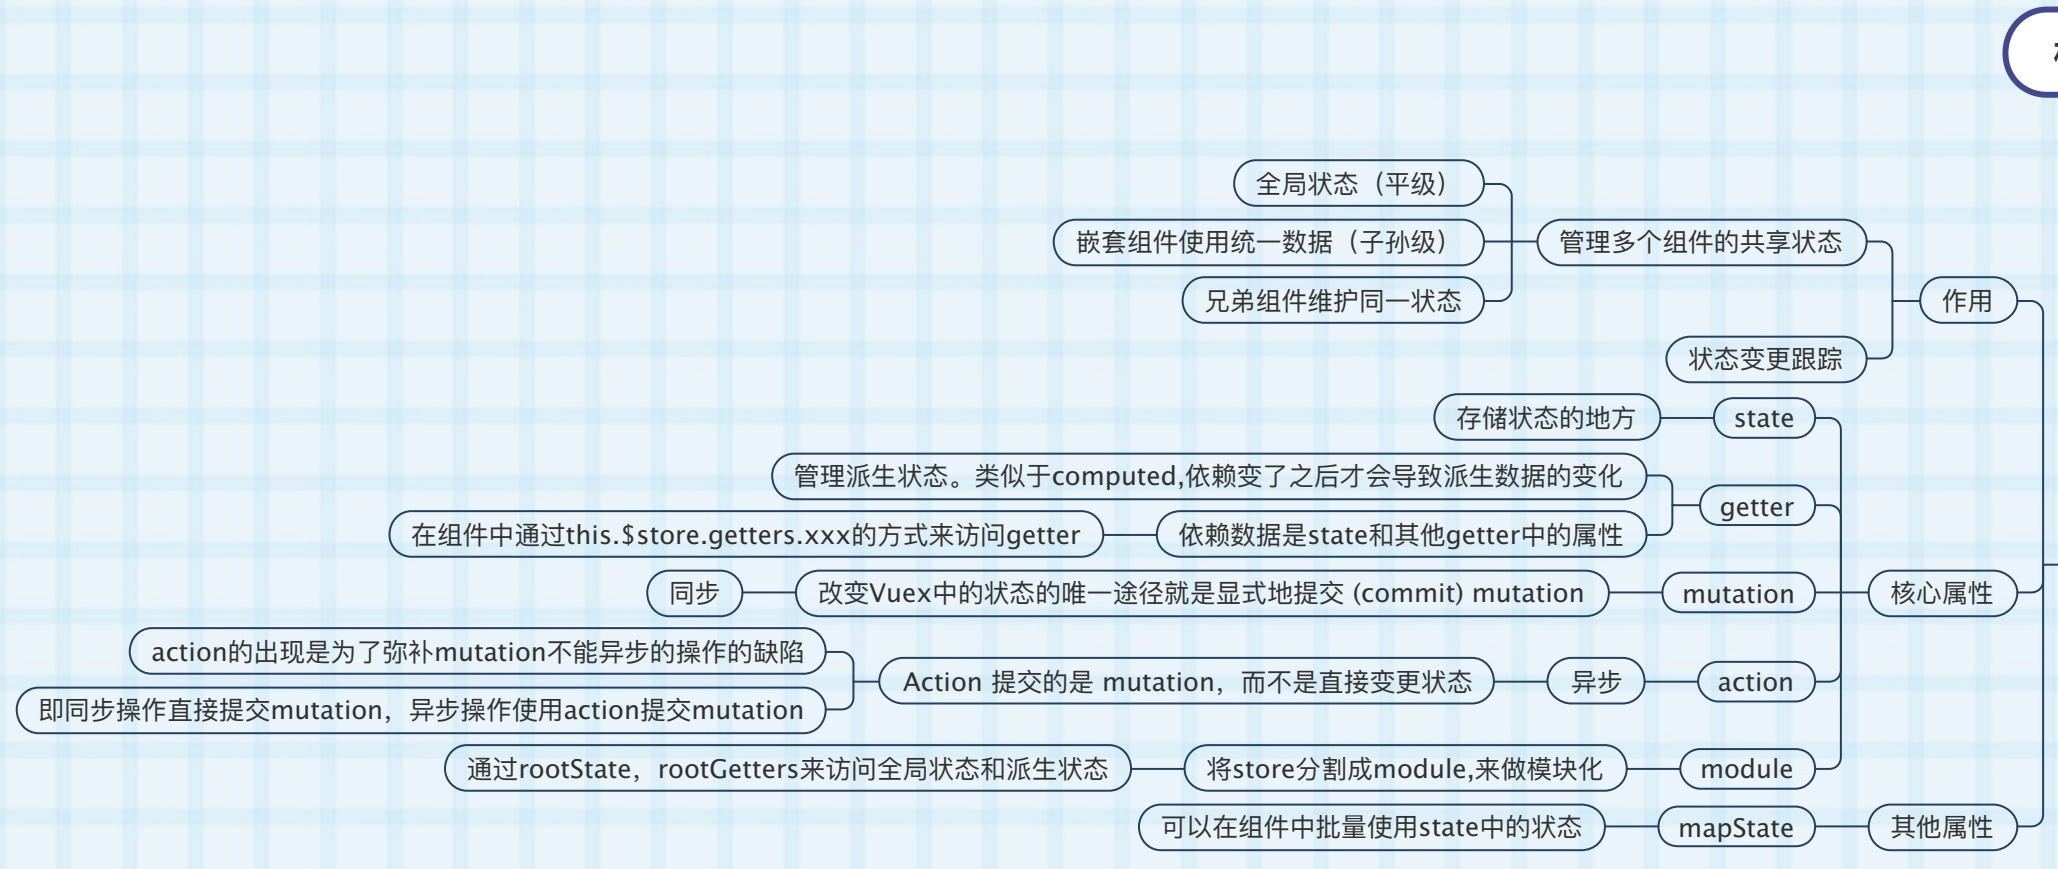 全局状态（平级）
嵌套组件使用统一数据（子孙级）
管理多个组件的共享状态
兄弟组件维护同一状态
作用
状态变更跟踪
存储状态的地方
state
管理派生状态。类似于computed,依赖变了之后才会导致派生数据的变化
getter
在组件中通过this.$store.getters.xxx的方式来访问getter
依赖数据是state和其他getter中的属性
同步
改变Vuex中的状态的唯一途径就是显式地提交 (commit) mutation
mutation
核心属性
action的出现是为了弥补mutation不能异步的操作的缺陷
Action 提交的是 mutation，而不是直接变更状态
异步
action
即同步操作直接提交mutation，异步操作使用action提交mutation
通过rootState，rootGetters来访问全局状态和派生状态
将store分割成module,来做模块化
module
可以在组件中批量使用state中的状态
mapState
其他属性